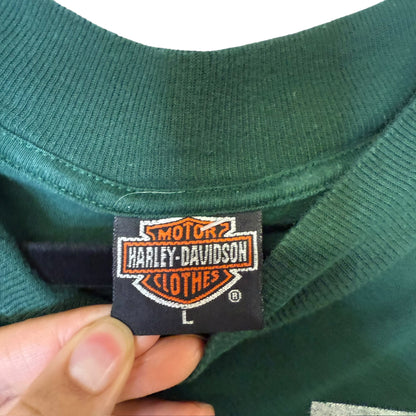 MOTOR
HARLEY-DAVIDSON
CLOTHES
®
L